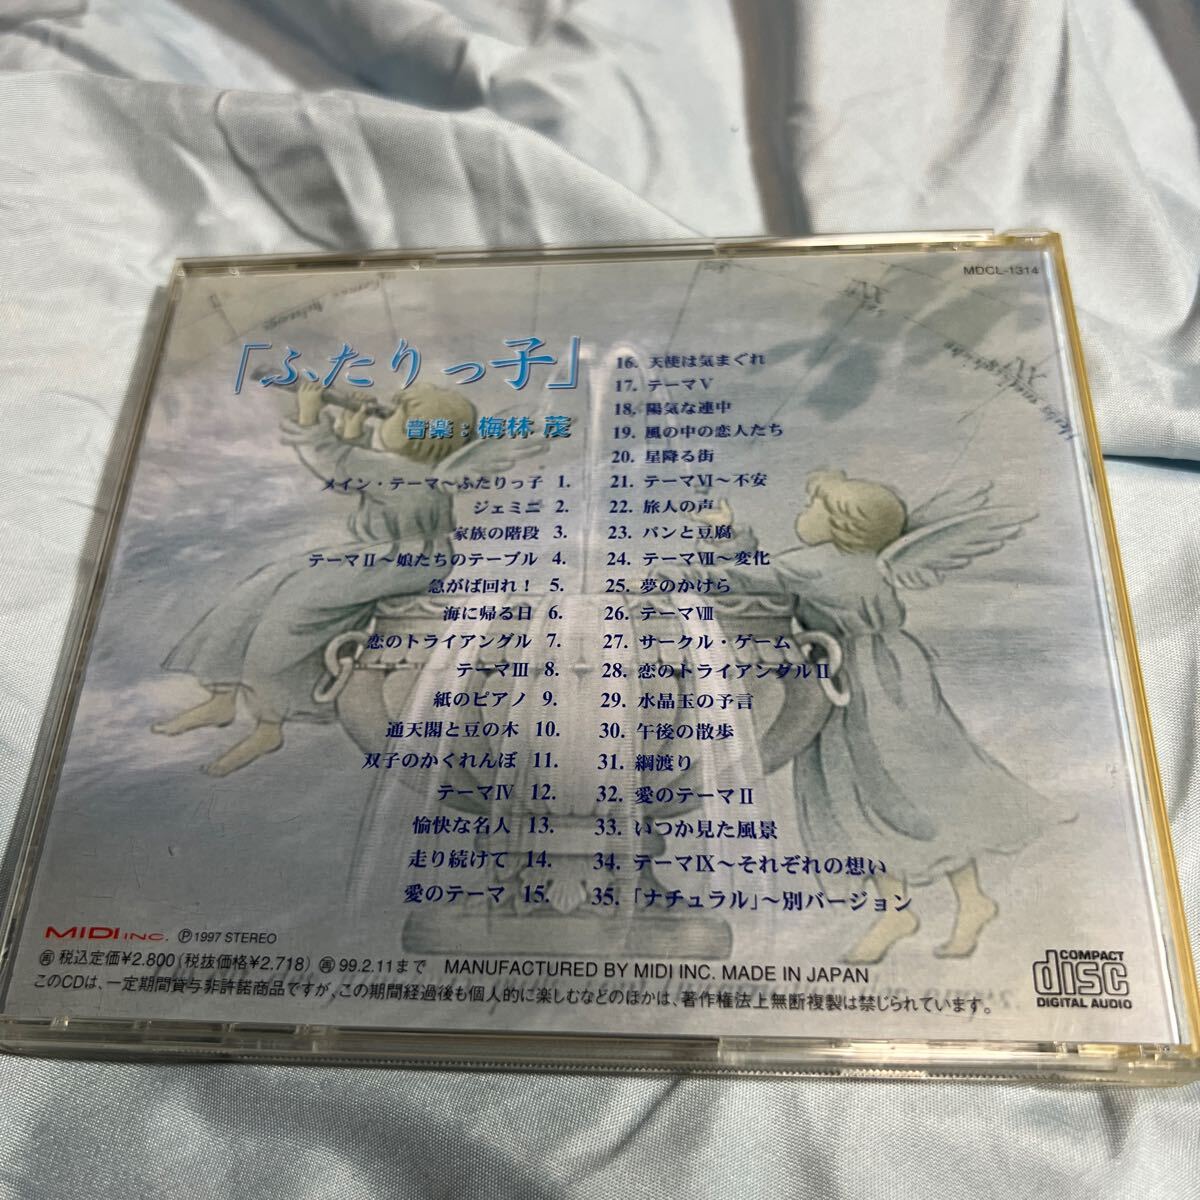 MDCL-1314
「ふたりっ子」
音楽:梅林 茂
メイン・テーマ～ふたりっ子 1.
ジェミニ 2.
家族の階段 3.
テーマⅡ～娘たちのテーブル 4.
急がば回れ! 5.
海に帰る日 6.
恋のトライアングル 7.
テーマⅢ 8.
紙のピアノ 9.
通天閣と豆の木 10.
双子のかくれんぼ 11.
テーマⅣ 12.
愉快な名人 13.
走り続けて 14.
愛のテーマ 15.
16. 天使は気まぐれ
17. テーマⅤ
18. 陽気な連中
19. 風の中の恋人たち
20. 星降る街
21. テーマⅥ～不安
22. 旅人の声
23. パンと豆腐
24. テーマⅦ～変化
25. 夢のかけら
26. テーマⅧ
27. サークル・ゲーム
28. 恋のトライアングルⅡ
29. 水晶玉の予言
30. 午後の散歩
31. 綱渡り
32. 愛のテーマⅡ
33. いつか見た風景
34. テーマⅨ～それぞれの想い
35. 「ナチュラル」～別バージョン
MIDI INC. Ⓟ1997 STEREO
税込定価¥2.800(税抜価格¥2.718) 99.2.11まで MANUFACTURED BY MIDI INC. MADE IN JAPAN
このCDは、一定期間貸与非許諾商品ですが、この期間経過後も個人的に楽しむなどのほかは、著作権法上無断複製は禁じられています。
COMPACT
disc
DIGITAL AUDIO